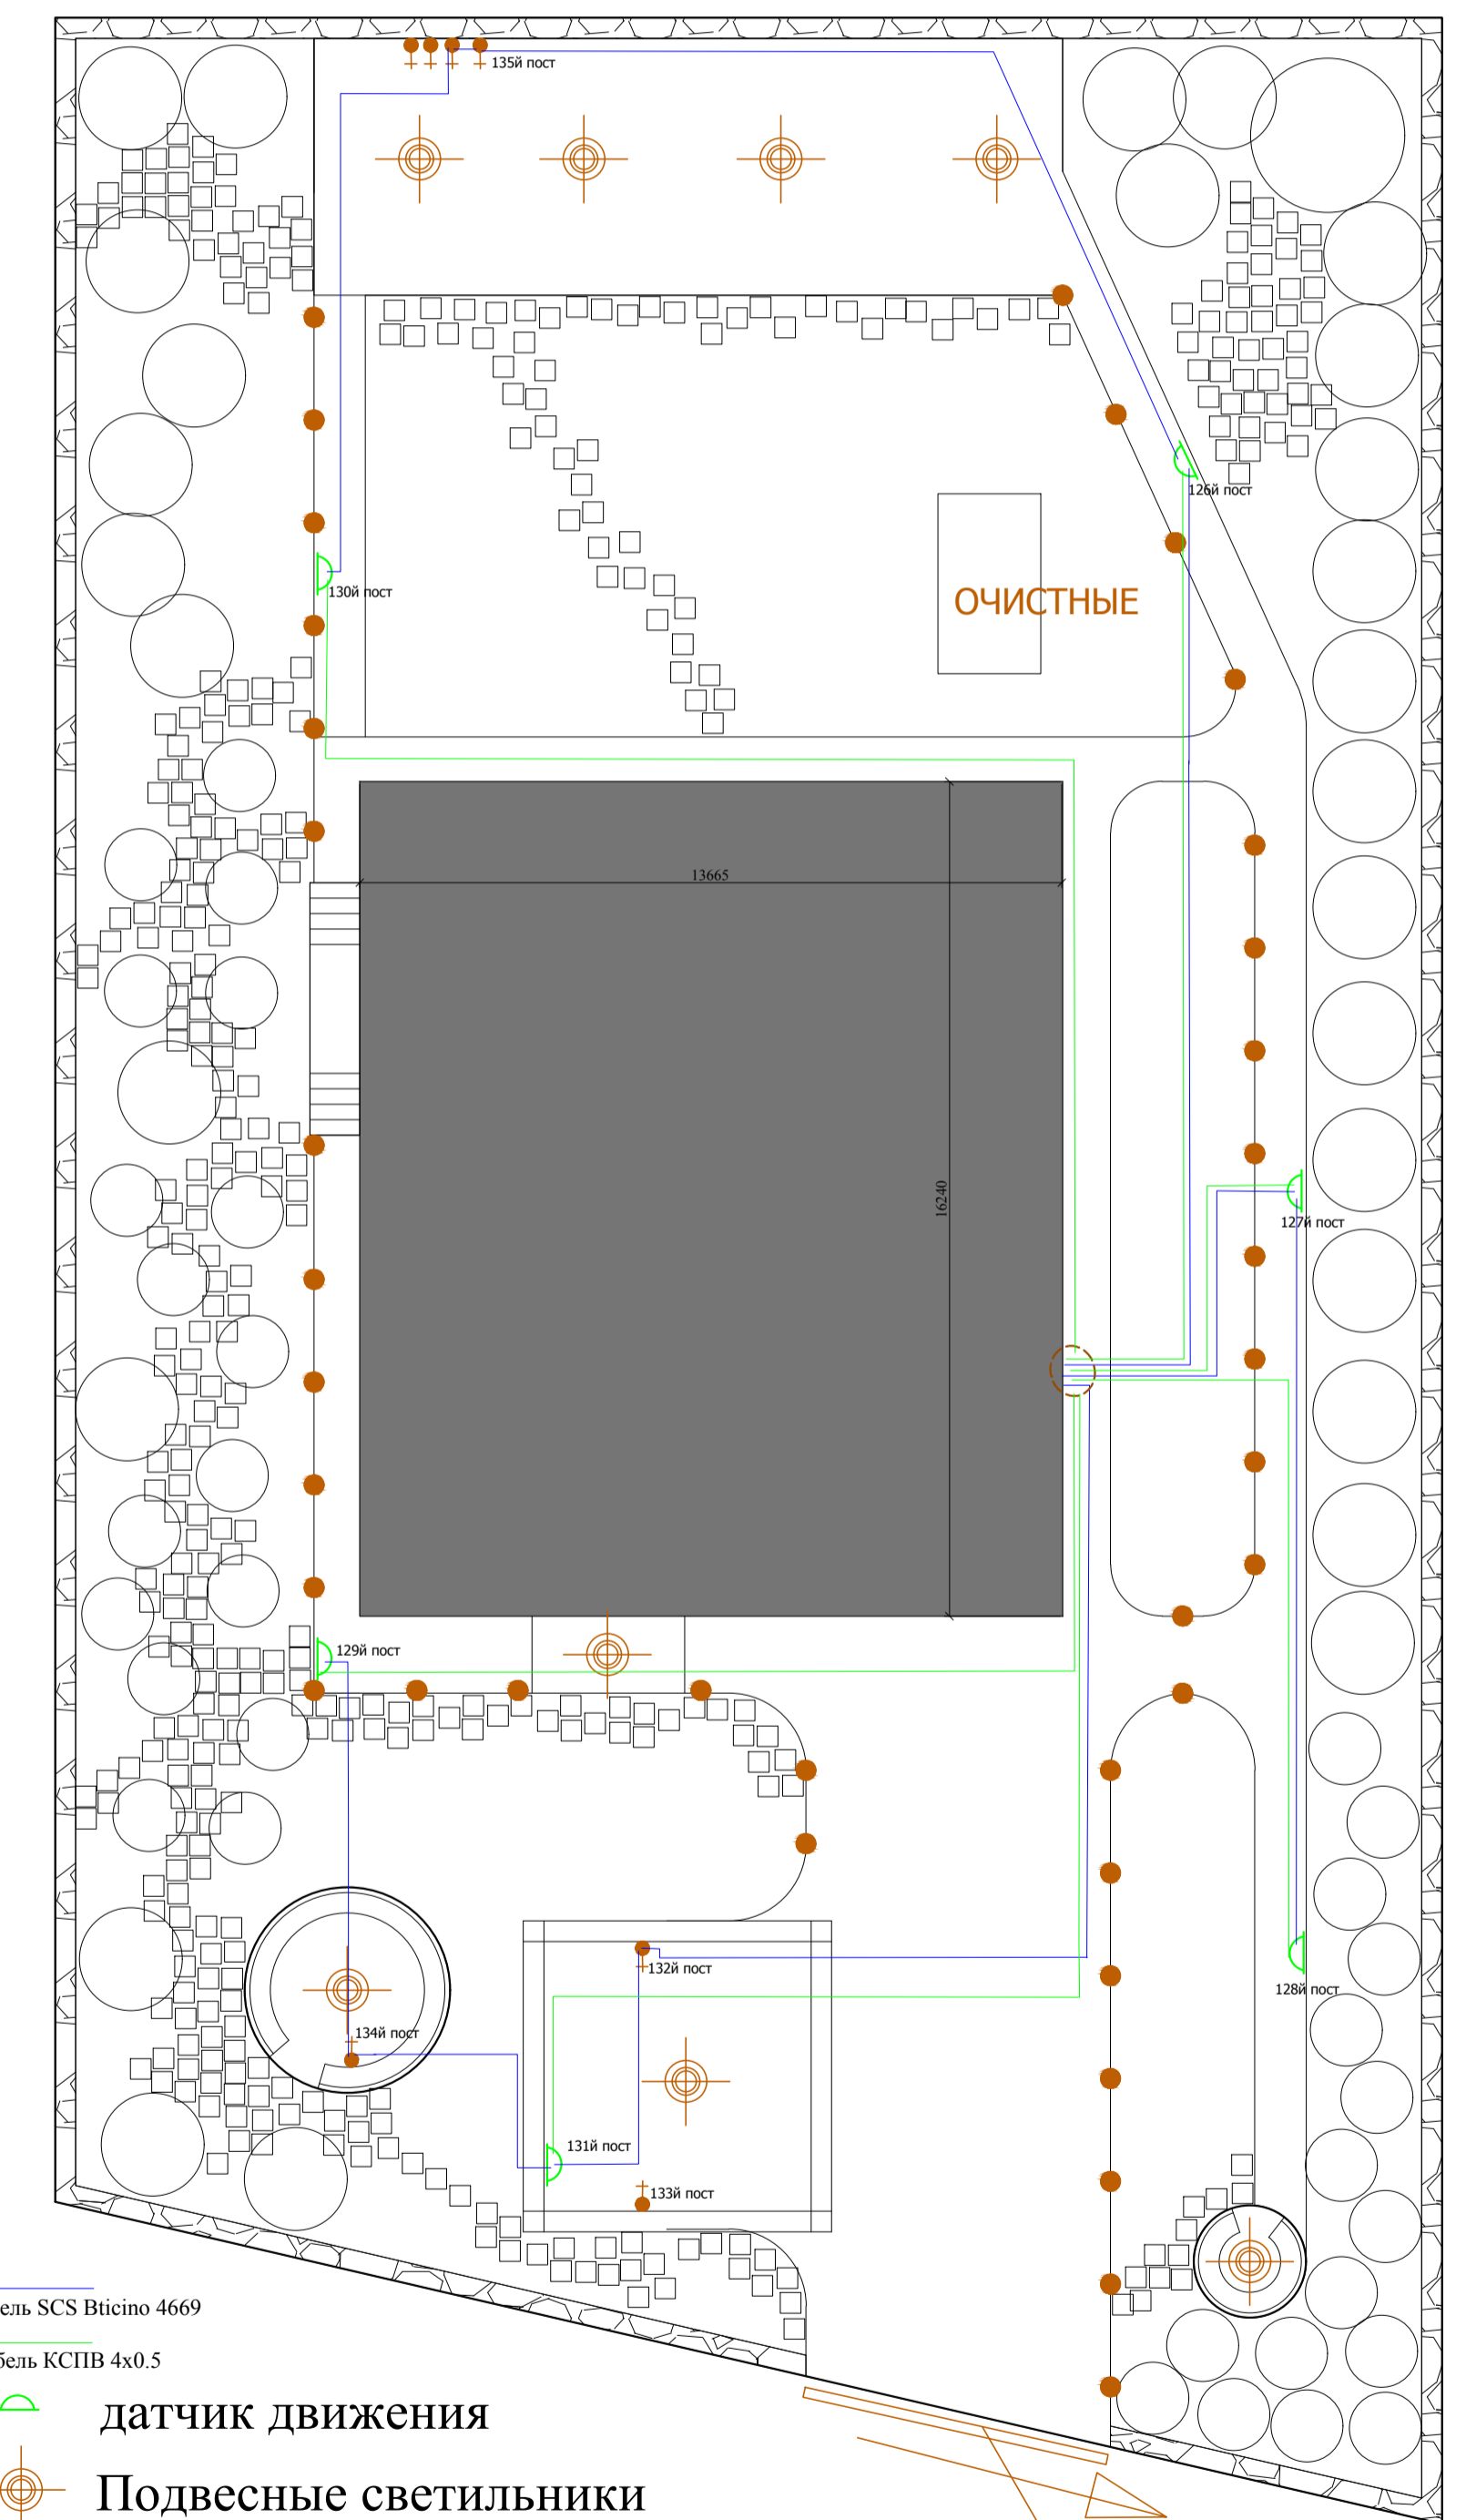 135й пост
126й пост
130й пост
ОЧИСТНЫЕ
13665
16240
127й пост
129й пост
132й пост
128й пост
134й пост
131й пост
133й пост
ель SCS Bticino 4669
бель КСПВ 4х0.5
датчик движения
Подвесные светильники